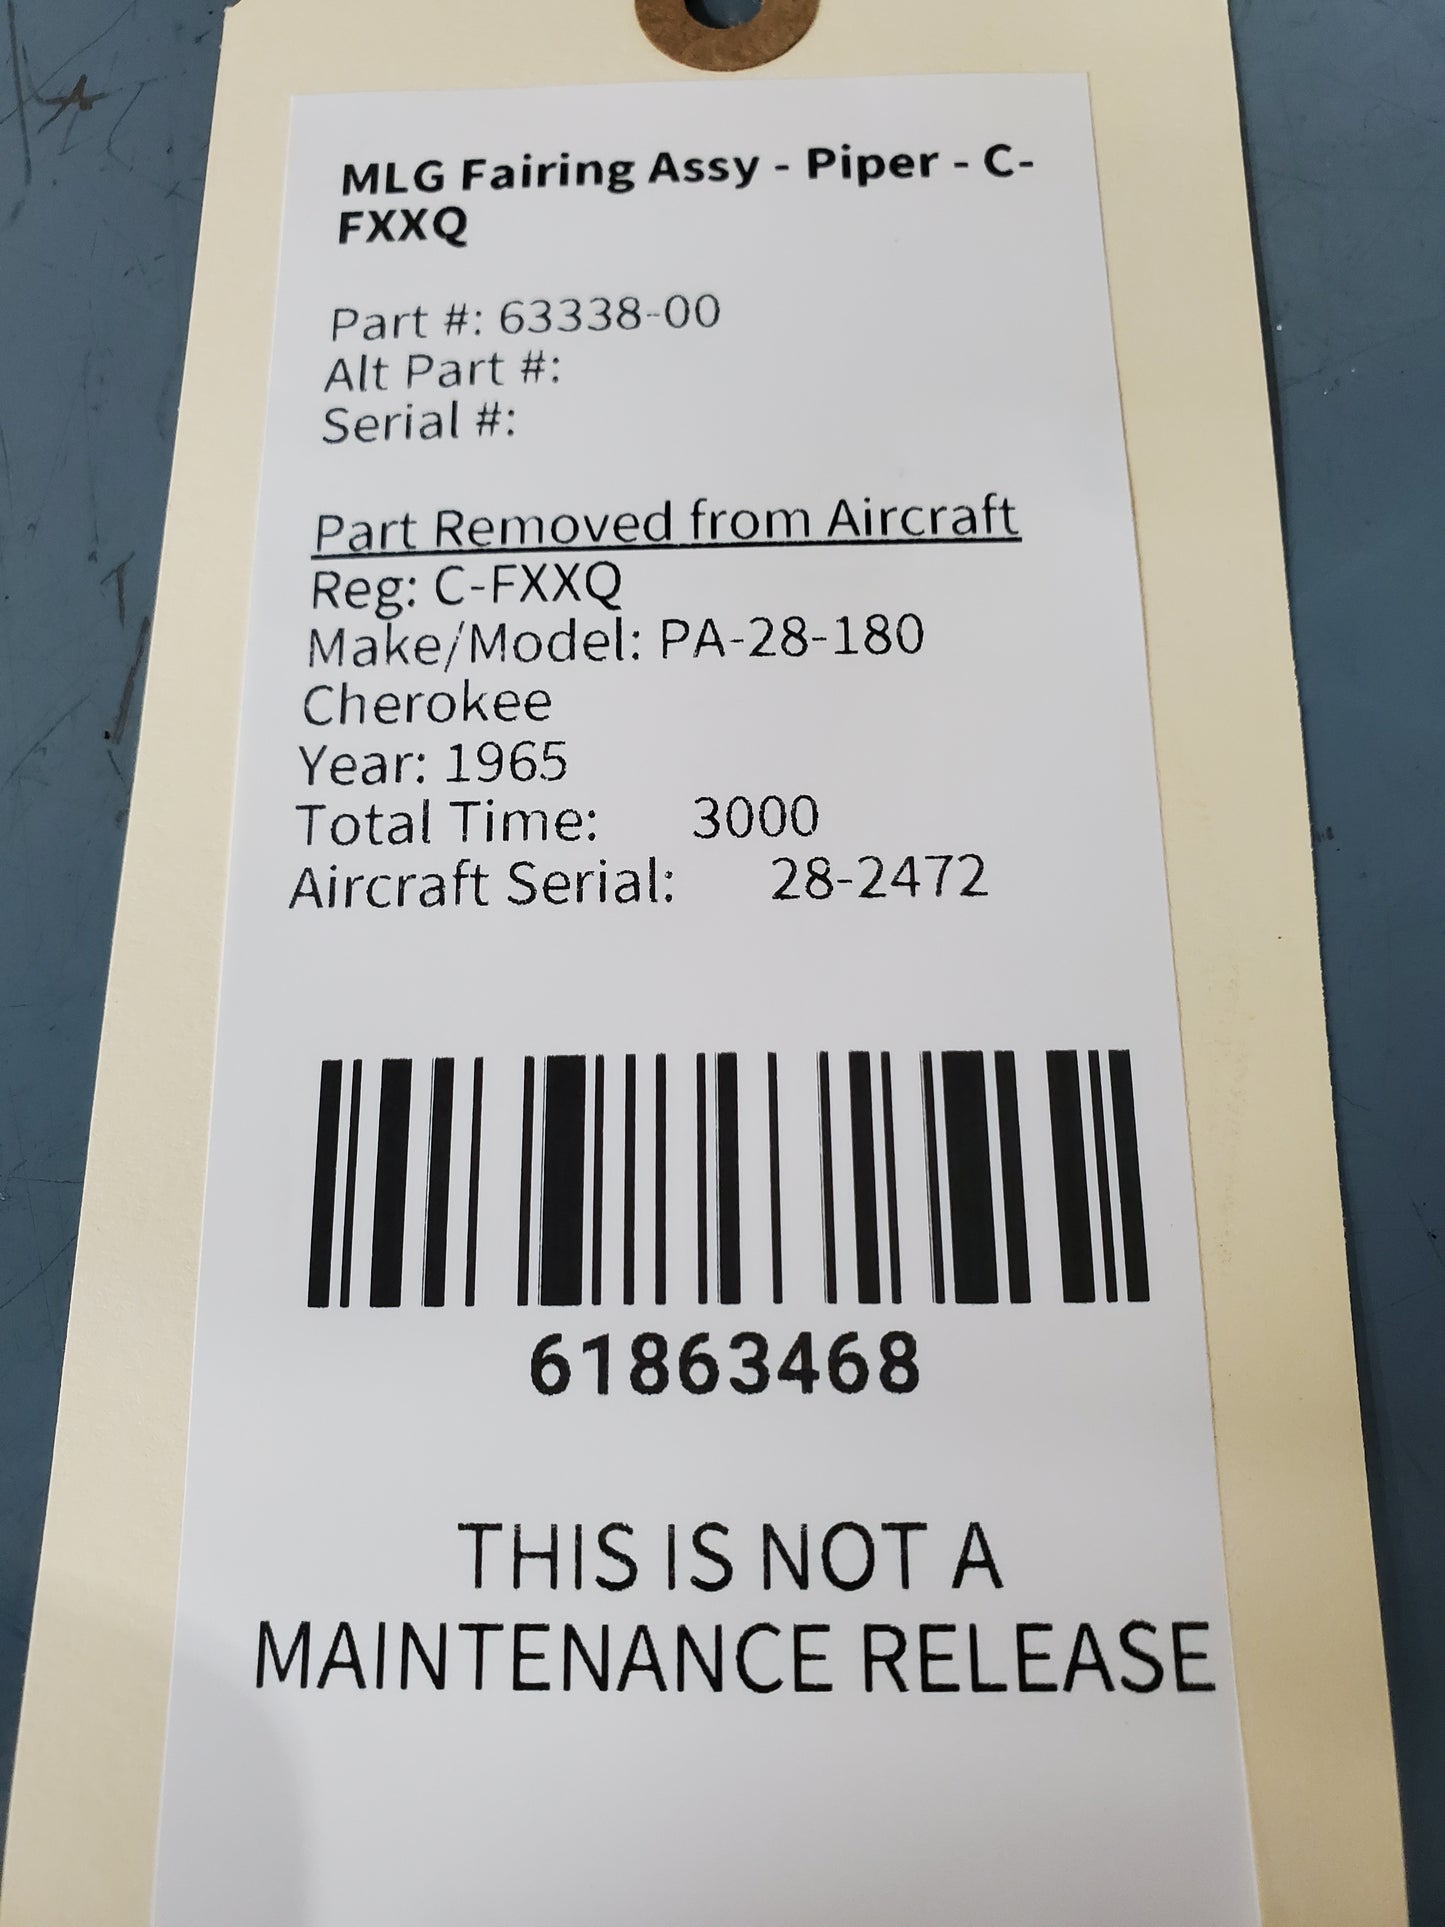 MLG Fairing Assy - Piper - C-
FXXQ
Part #: 63338-00
Alt Part #:
Serial #:
Part Removed from Aircraft
Reg: C-FXXQ
Make/Model: PA-28-180
Cherokee
Year: 1965
Total Time: 3000
Aircraft Serial: 28-2472
61863468
THIS IS NOT A
MAINTENANCE RELEASE